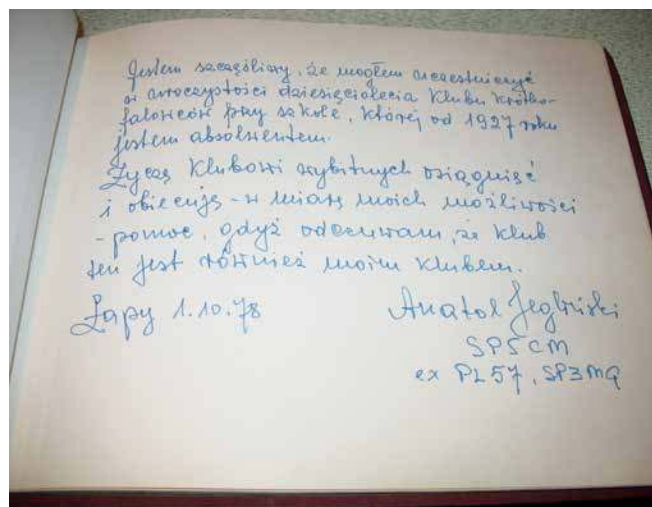 Jestem szczęśliwy, że mogłem uczestniczyć
w uroczystości dziesięciolecia Klubu Krótko-
falowców przy szkole, której od 1927 roku
jestem absolwentem.
Życzę Klubowi wybitnych osiągnięć
i obiecuję - w miarę moich możliwości
- pomoc, gdyż odczuwam, że klub
ten jest również moim klubem.
Łapy 1.10.78
Anatol Jegliński
SP5CM
ex PL57, SP3MQ